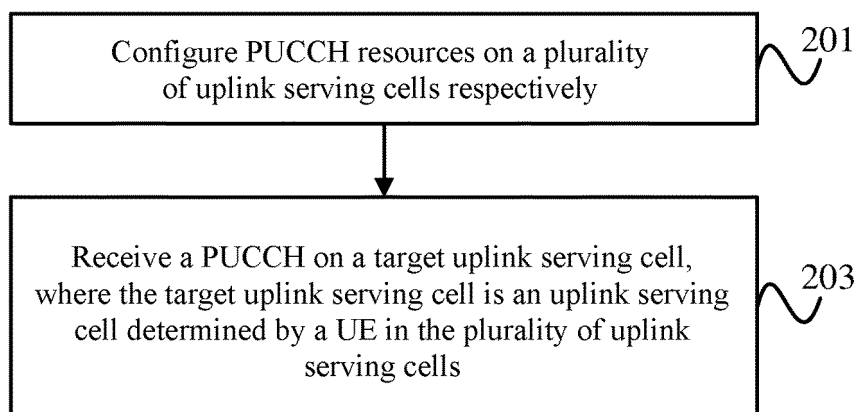 Configure PUCCH resources on a plurality
of uplink serving cells respectively
201
Receive a PUCCH on a target uplink serving cell,
where the target uplink serving cell is an uplink serving
cell determined by a UE in the plurality of uplink
serving cells
203